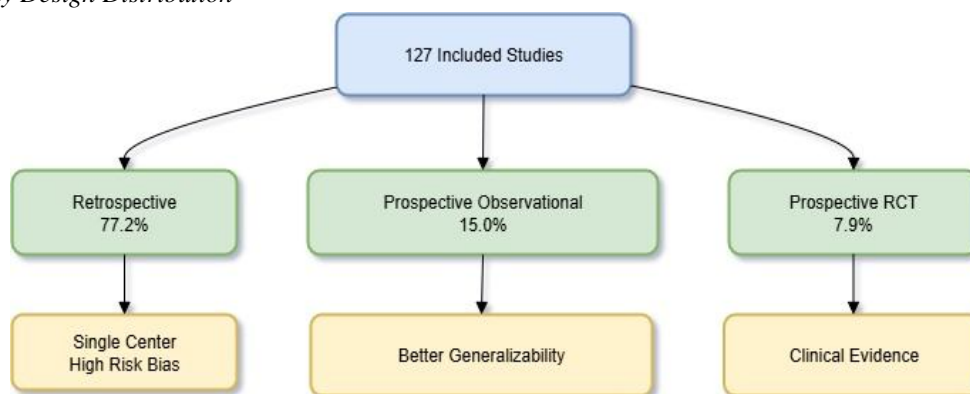 Design Distribution
127 Included Studies
Retrospective
77.2%
Prospective Observational
15.0%
Prospective RCT
7.9%
Single Center
High Risk Bias
Better Generalizability
Clinical Evidence